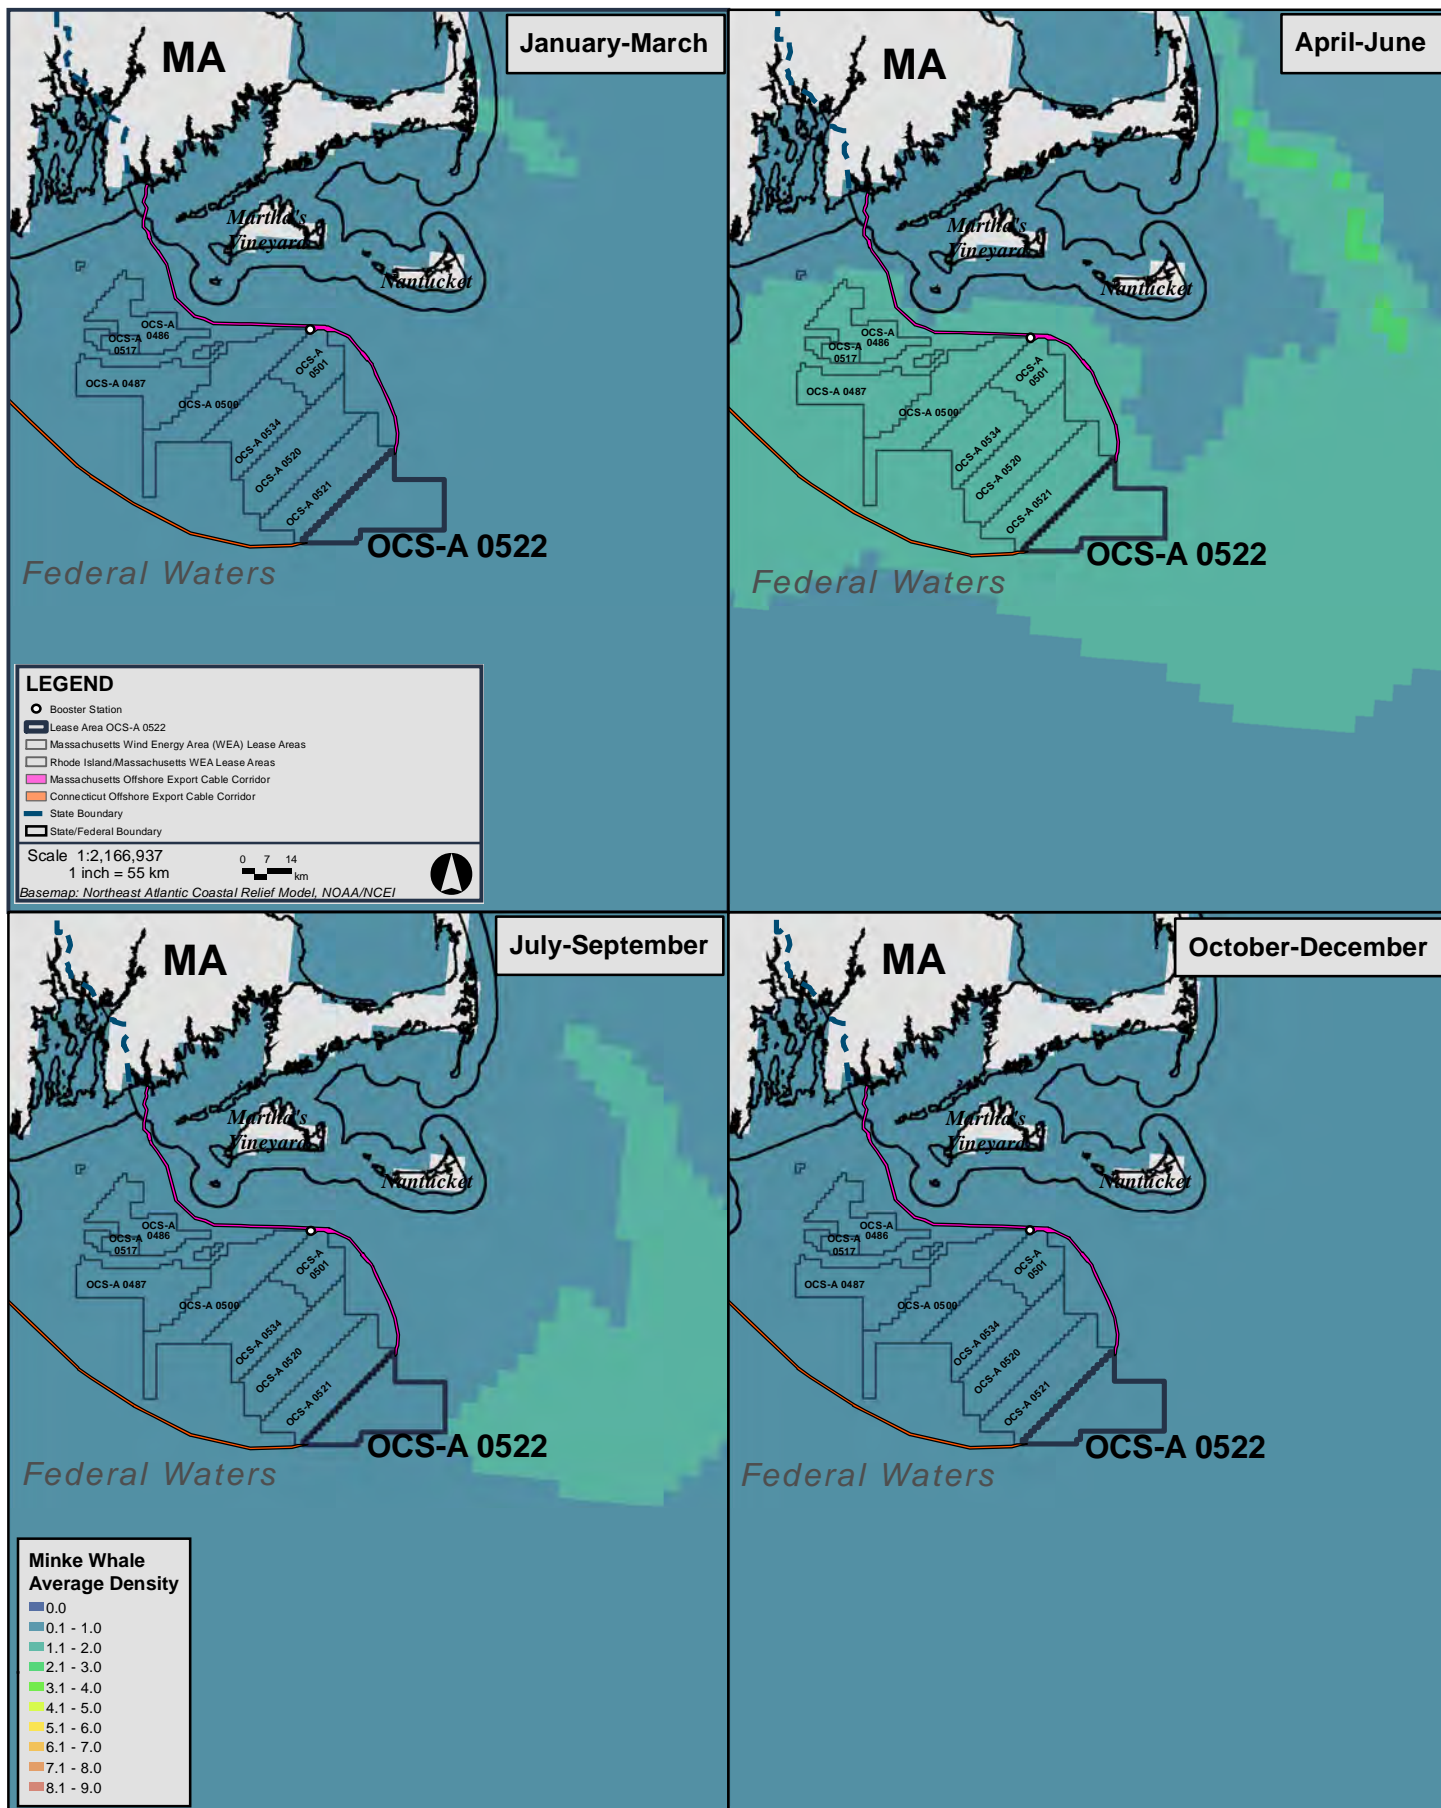 MA
January-March
Martha's
Vineyard
Nantucket
OCS-A
0486
OCS-A
0517
OCS-A
0501
OCS-A 0487
OCS-A 0500
OCS-A 0534
OCS-A 0520
OCS-A 0521
OCS-A 0522
Federal Waters
LEGEND
Booster Station
Lease Area OCS-A 0522
Massachusetts Wind Energy Area (WEA) Lease Areas
Rhode Island/Massachusetts WEA Lease Areas
Massachusetts Offshore Export Cable Corridor
Connecticut Offshore Export Cable Corridor
State Boundary
State/Federal Boundary
Scale 1:2,166,937
1 inch = 55 km
0 7 14
km
Basemap: Northeast Atlantic Coastal Relief Model, NOAA/NCEI
MA
April-June
Martha's
Vineyard
Nantucket
OCS-A
0486
OCS-A
0517
OCS-A
0501
OCS-A 0487
OCS-A 0500
OCS-A 0534
OCS-A 0520
OCS-A 0521
OCS-A 0522
Federal Waters
MA
July-September
Martha's
Vineyard
Nantucket
OCS-A
0486
OCS-A
0517
OCS-A
0501
OCS-A 0487
OCS-A 0500
OCS-A 0534
OCS-A 0520
OCS-A 0521
OCS-A 0522
Federal Waters
Minke Whale
Average Density
0.0
0.1 - 1.0
1.1 - 2.0
2.1 - 3.0
3.1 - 4.0
4.1 - 5.0
5.1 - 6.0
6.1 - 7.0
7.1 - 8.0
8.1 - 9.0
MA
October-December
Martha's
Vineyard
Nantucket
OCS-A
0486
OCS-A
0517
OCS-A
0501
OCS-A 0487
OCS-A 0500
OCS-A 0534
OCS-A 0520
OCS-A 0521
OCS-A 0522
Federal Waters